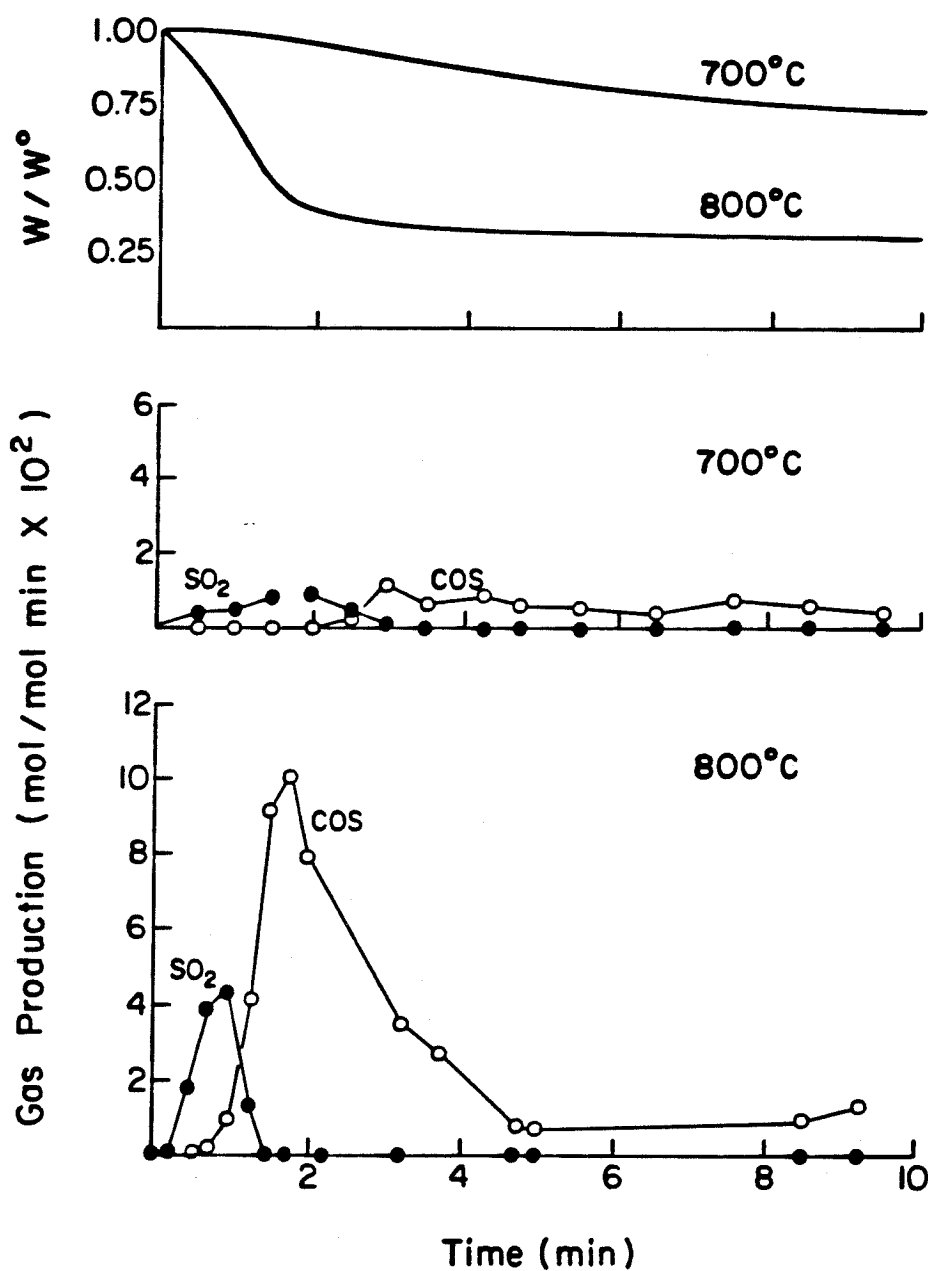 1.00
0.75
0.50
0.25
W/W°
700°C
800°C
6
4
2
700°C
SO₂
COS
Gas Production (mol/mol min X 10²)
12
10
8
6
4
2
800°C
COS
SO₂
2
4
6
8
10
Time (min)